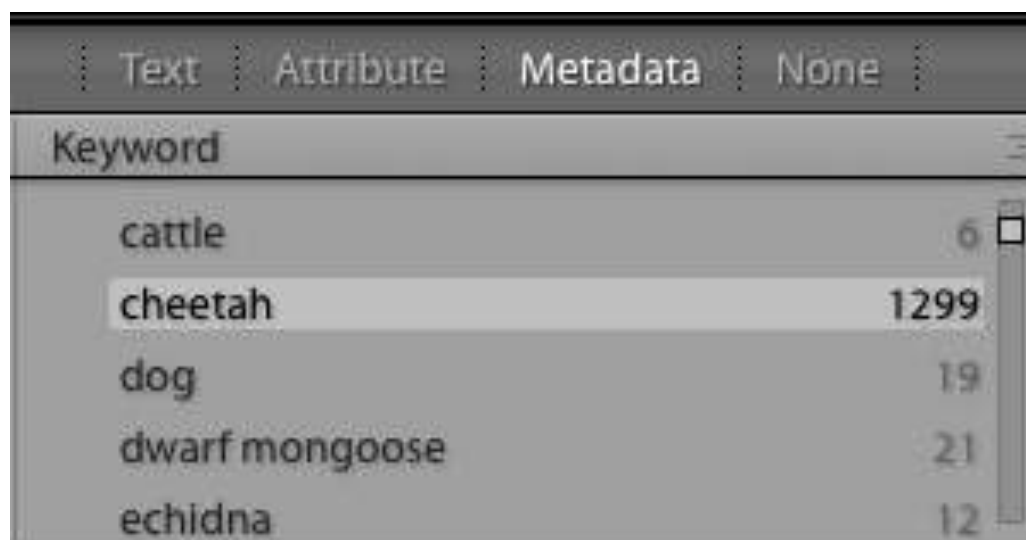 Text Attribute Metadata None
Keyword
cattle 6
cheetah 1299
dog 19
dwarf mongoose 21
echidna 12